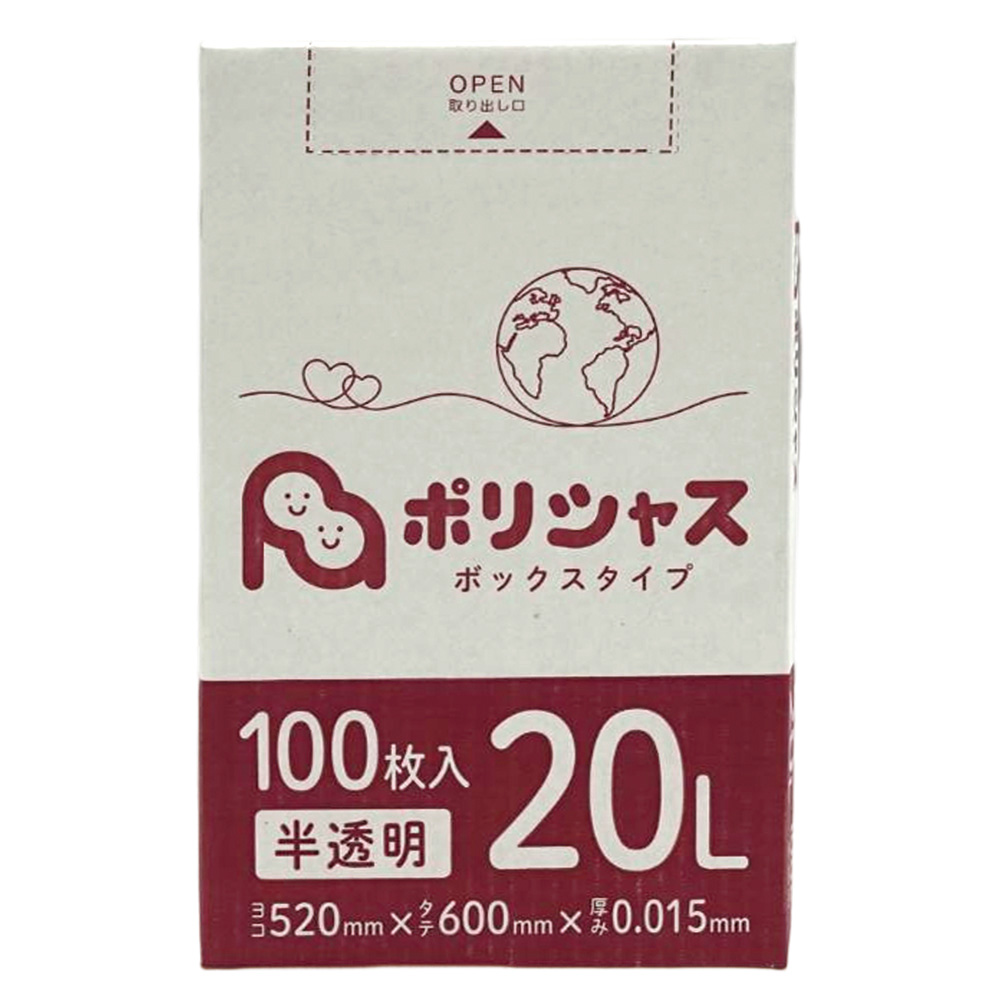 OPEN
取り出し口
ポリシャス
ボックスタイプ
100枚入 20L
半透明
ヨコ520mm×タテ600mm×厚み0.015mm